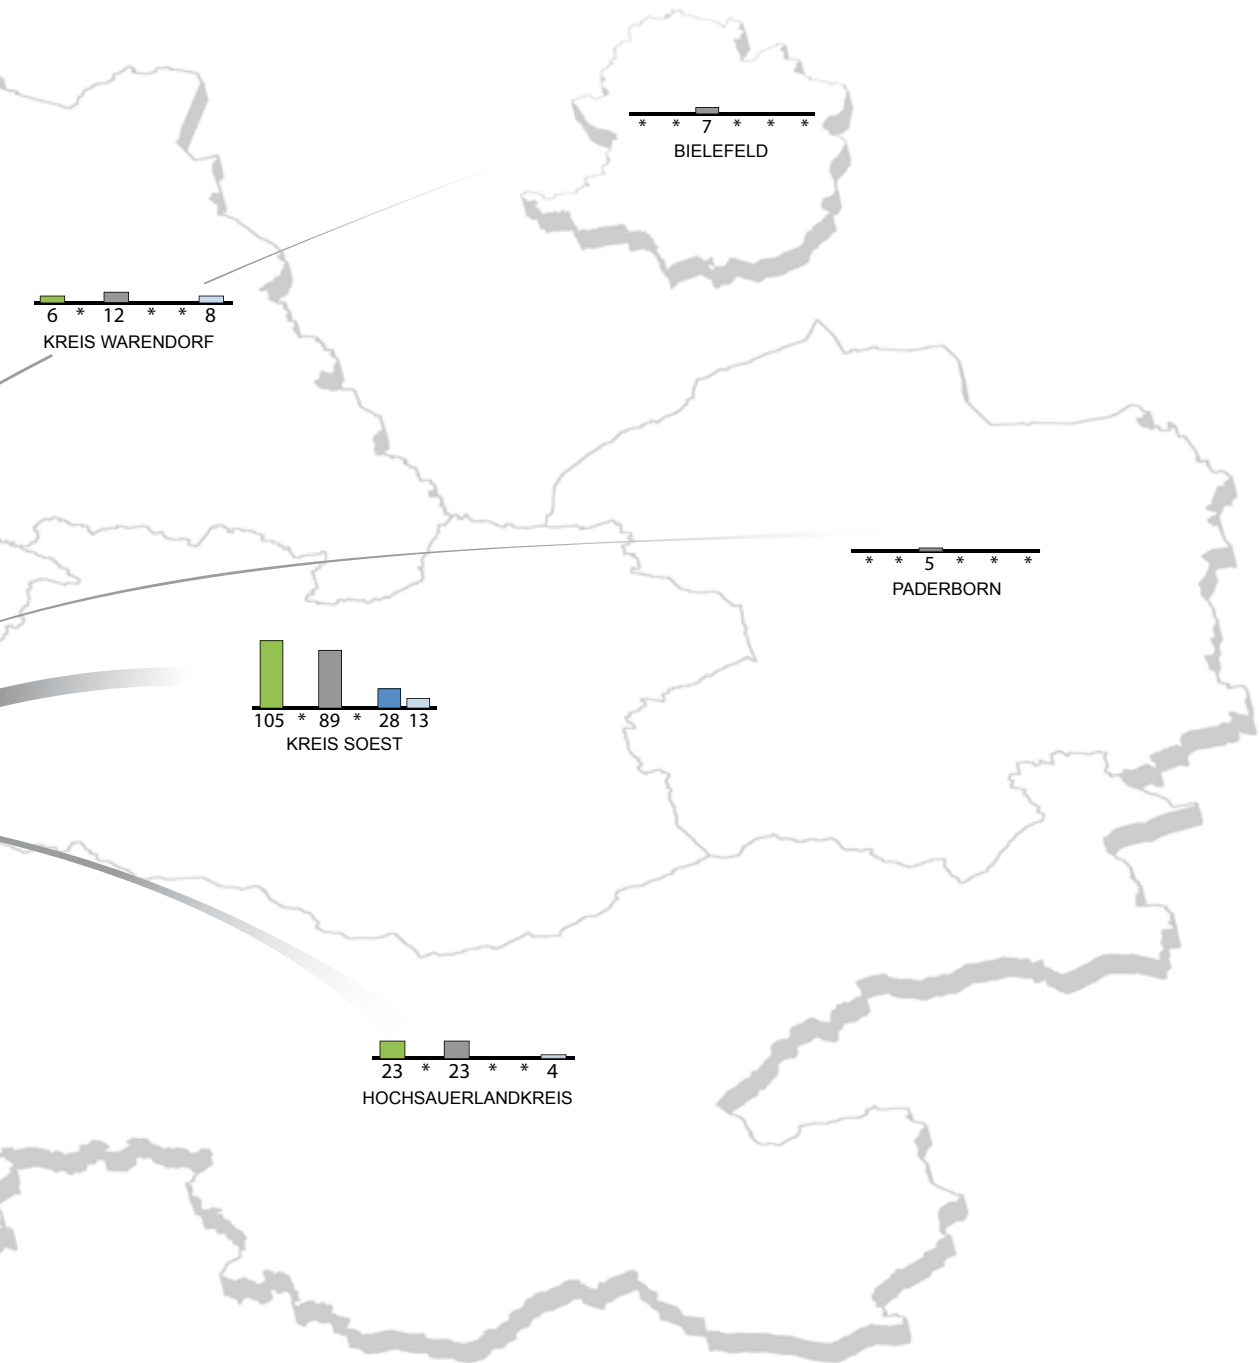 * * 7 * * *
BIELEFELD
6 * 12 * * 8
KREIS WARENDORF
* * 5 * * *
PADERBORN
105 * 89 * 28 13
KREIS SOEST
23 * 23 * * 4
HOCHSAUERLANDKREIS